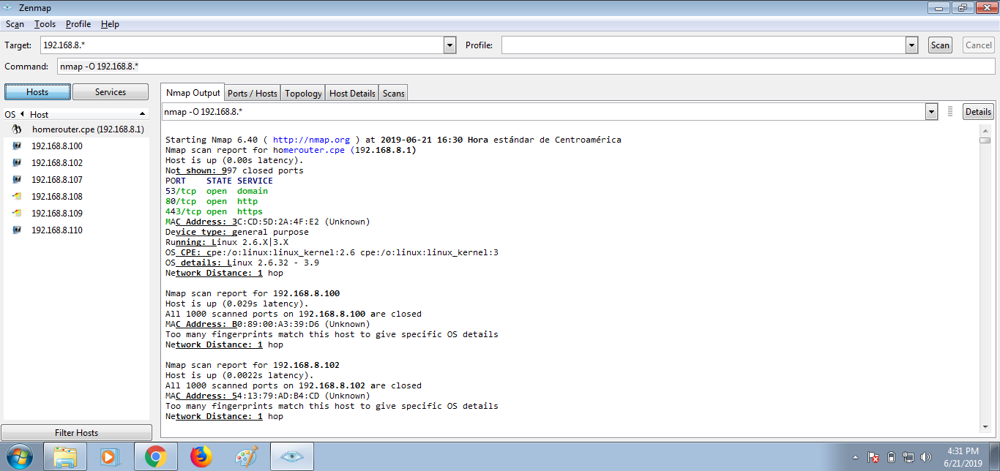 Zenmap
Scan Tools Profile Help
Target: 192.168.8.* Profile: Scan Cancel
Command: nmap -O 192.168.8.*
Hosts Services
OS Host
homerouter.cpe (192.168.8.1)
192.168.8.100
192.168.8.102
192.168.8.107
192.168.8.108
192.168.8.109
192.168.8.110
Filter Hosts
Nmap Output Ports / Hosts Topology Host Details Scans
nmap -O 192.168.8.* Details
Starting Nmap 6.40 ( http://nmap.org ) at 2019-06-21 16:30 Hora estándar de Centroamérica
Nmap scan report for homerouter.cpe (192.168.8.1)
Host is up (0.00s latency).
Not shown: 997 closed ports
PORT STATE SERVICE
53/tcp open domain
80/tcp open http
443/tcp open https
MAC Address: 3C:CD:5D:2A:4F:E2 (Unknown)
Device type: general purpose
Running: Linux 2.6.X|3.X
OS CPE: cpe:/o:linux:linux_kernel:2.6 cpe:/o:linux:linux_kernel:3
OS details: Linux 2.6.32 - 3.9
Network Distance: 1 hop
Nmap scan report for 192.168.8.100
Host is up (0.029s latency).
All 1000 scanned ports on 192.168.8.100 are closed
MAC Address: B0:89:00:A3:39:D6 (Unknown)
Too many fingerprints match this host to give specific OS details
Network Distance: 1 hop
Nmap scan report for 192.168.8.102
Host is up (0.0022s latency).
All 1000 scanned ports on 192.168.8.102 are closed
MAC Address: 54:13:79:AD:B4:CD (Unknown)
Too many fingerprints match this host to give specific OS details
Network Distance: 1 hop
4:31 PM
6/21/2019